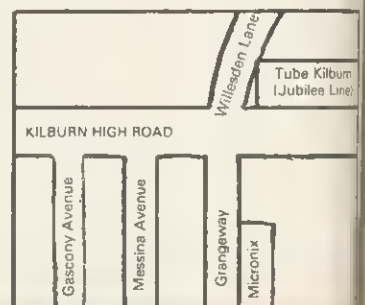 Willesden Lane
Tube Kilburn
(Jubilee Line)
KILBURN HIGH ROAD
Gascony Avenue
Messina Avenue
Grangeway
Micronix